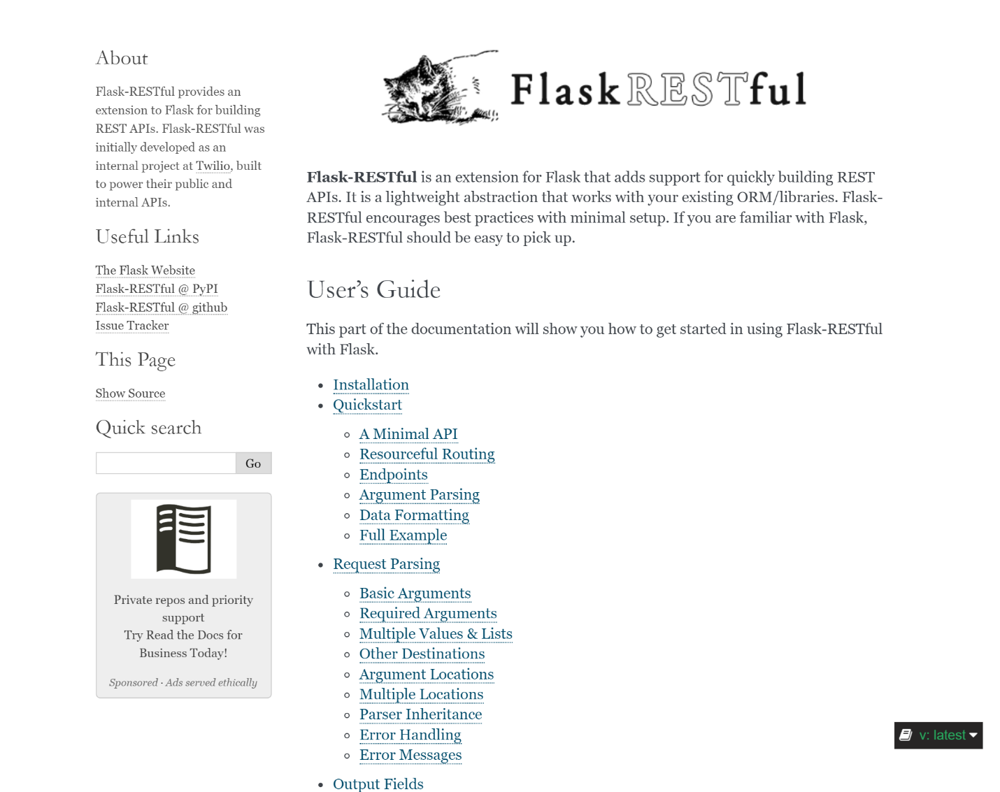 About
Flask-RESTful provides an
extension to Flask for building
REST APIs. Flask-RESTful was
initially developed as an
internal project at Twilio, built
to power their public and
internal APIs.
Useful Links
The Flask Website
Flask-RESTful @ PyPI
Flask-RESTful @ github
Issue Tracker
This Page
Show Source
Quick search
Go
Private repos and priority
support
Try Read the Docs for
Business Today!
Sponsored · Ads served ethically
FlaskRESTful
Flask-RESTful is an extension for Flask that adds support for quickly building REST
APIs. It is a lightweight abstraction that works with your existing ORM/libraries. Flask-
RESTful encourages best practices with minimal setup. If you are familiar with Flask,
Flask-RESTful should be easy to pick up.
User’s Guide
This part of the documentation will show you how to get started in using Flask-RESTful
with Flask.
Installation
Quickstart
A Minimal API
Resourceful Routing
Endpoints
Argument Parsing
Data Formatting
Full Example
Request Parsing
Basic Arguments
Required Arguments
Multiple Values & Lists
Other Destinations
Argument Locations
Multiple Locations
Parser Inheritance
Error Handling
Error Messages
Output Fields
v: latest